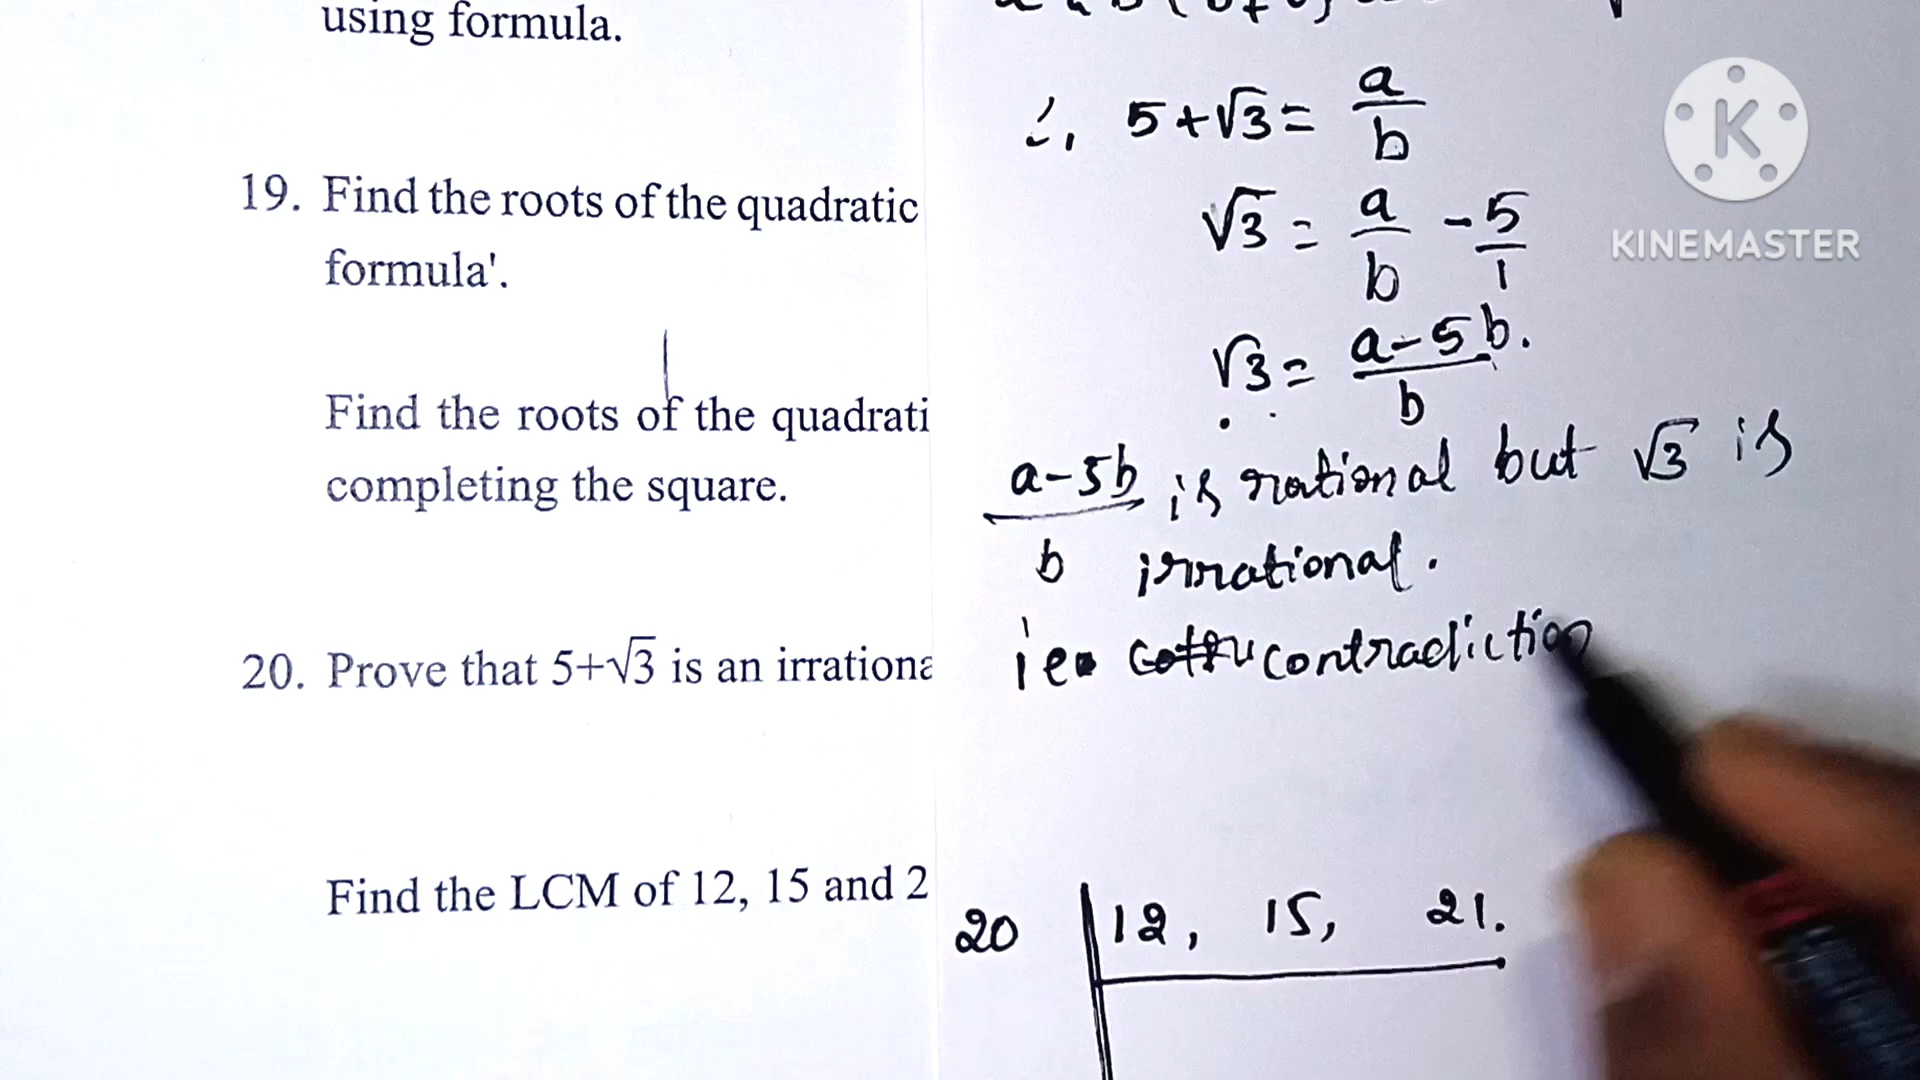 using formula.
19. Find the roots of the quadratic
formula'.
Find the roots of the quadrati
completing the square.
20. Prove that 5+√3 is an irrationa
Find the LCM of 12, 15 and 2
∴ 5+√3 = a/b
√3 = a/b - 5/1
√3 = a-5b/b
a-5b/b is rational but √3 is
irrational.
ie. contradiction
20 12, 15, 21.
K
KINEMASTER